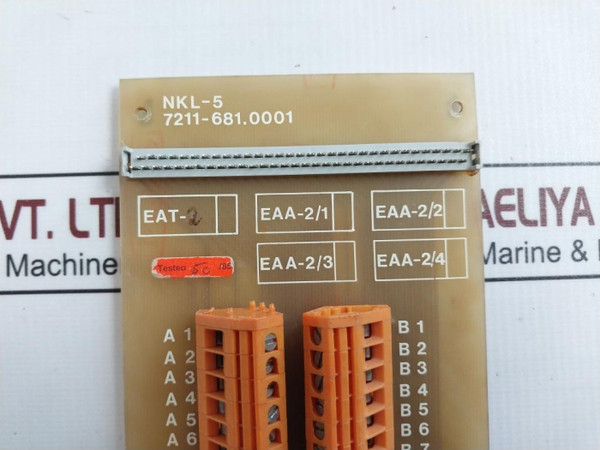 NKL-5
7211-681.0001
VT. LT AELIYA
Machine Marine &
EAT-2 EAA-2/1 EAA-2/2
Tested EAA-2/3 EAA-2/4
A 1 B 1
A 2 B 2
A 3 B 3
A 4 B 4
A 5 B 5
A 6 B 6
B 7